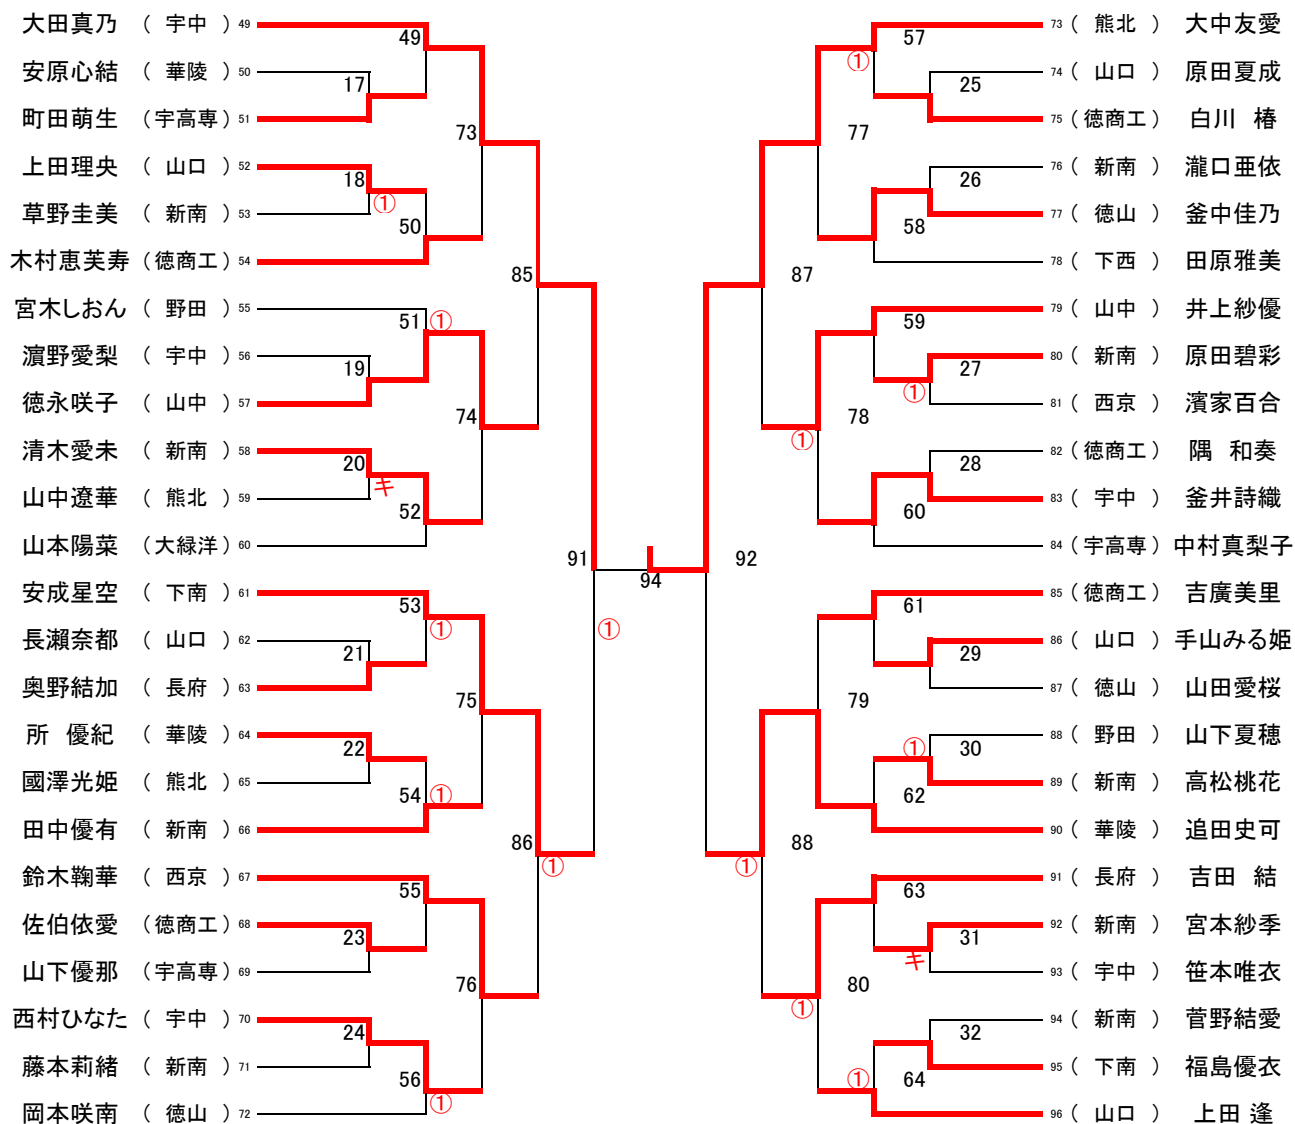 大田真乃 （ 宇中 ） 49
安原心結 （ 華陵 ） 50
町田萌生 （宇高専） 51
上田理央 （ 山口 ） 52
草野圭美 （ 新南 ） 53
木村恵芙寿 （徳商工） 54
宮木しおん （ 野田 ） 55
濵野愛梨 （ 宇中 ） 56
徳永咲子 （ 山中 ） 57
清木愛未 （ 新南 ） 58
山中遼華 （ 熊北 ） 59
山本陽菜 （大緑洋） 60
安成星空 （ 下南 ） 61
長瀨奈都 （ 山口 ） 62
奥野結加 （ 長府 ） 63
所 優紀 （ 華陵 ） 64
國澤光姫 （ 熊北 ） 65
田中優有 （ 新南 ） 66
鈴木鞠華 （ 西京 ） 67
佐伯依愛 （徳商工） 68
山下優那 （宇高専） 69
西村ひなた （ 宇中 ） 70
藤本莉緒 （ 新南 ） 71
岡本咲南 （ 徳山 ） 72
49
17
73
18
①
50
85
51 ①
19
74
20
キ
52
91
53
①
21
75
22
54 ①
86
①
55
23
76
24
56
①
①
94
92
73 （ 熊北 ） 大中友愛
74 （ 山口 ） 原田夏成
75 （徳商工） 白川 椿
76 （ 新南 ） 瀧口亜依
77 （ 徳山 ） 釜中佳乃
78 （ 下西 ） 田原雅美
79 （ 山中 ） 井上紗優
80 （ 新南 ） 原田碧彩
81 （ 西京 ） 濱家百合
82 （徳商工） 隅 和奏
83 （ 宇中 ） 釜井詩織
84 （宇高専） 中村真梨子
85 （徳商工） 吉廣美里
86 （ 山口 ） 手山みる姫
87 （ 徳山 ） 山田愛桜
88 （ 野田 ） 山下夏穂
89 （ 新南 ） 高松桃花
90 （ 華陵 ） 追田史可
91 （ 長府 ） 吉田 結
92 （ 新南 ） 宮本紗季
93 （ 宇中 ） 笹本唯衣
94 （ 新南 ） 菅野結愛
95 （ 下南 ） 福島優衣
96 （ 山口 ） 上田 逢
57
①
25
77
26
58
87
59
27
①
78
①
28
60
61
29
79
①
30
62
①
88
63
31
キ
80
①
32
①
64